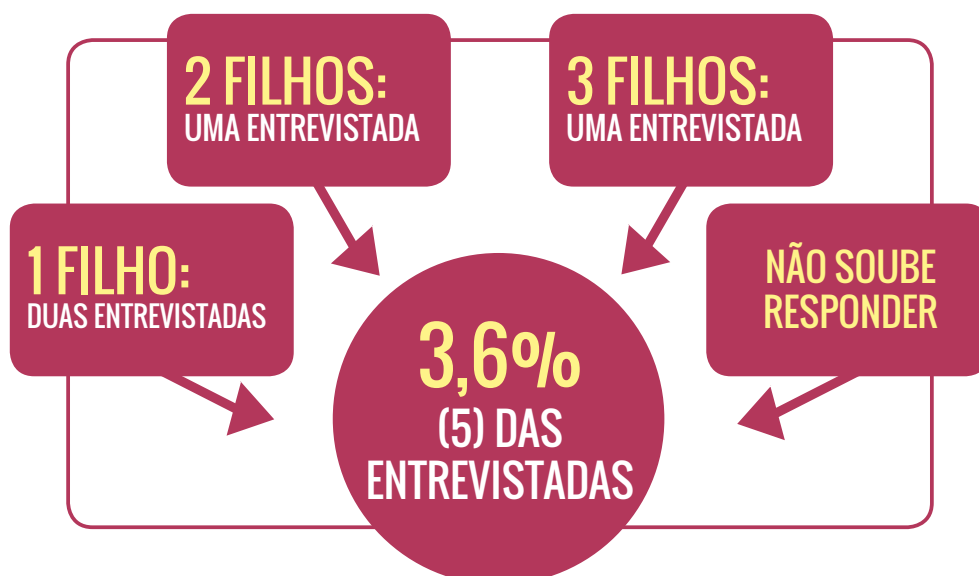 2 FILHOS:
UMA ENTREVISTADA
3 FILHOS:
UMA ENTREVISTADA
1 FILHO:
DUAS ENTREVISTADAS
NÃO SOUBE
RESPONDER
3,6%
(5) DAS
ENTREVISTADAS